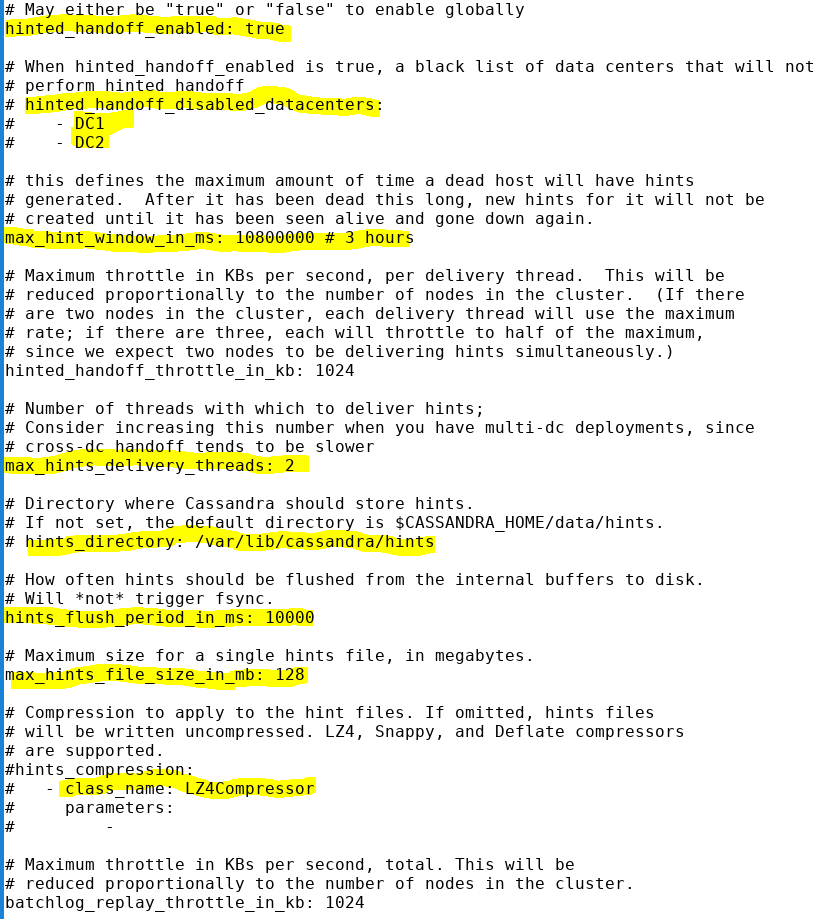 # May either be "true" or "false" to enable globally
hinted_handoff_enabled: true
# When hinted_handoff_enabled is true, a black list of data centers that will not
# perform hinted handoff
# hinted_handoff_disabled_datacenters:
#    - DC1
#    - DC2
# this defines the maximum amount of time a dead host will have hints
# generated.  After it has been dead this long, new hints for it will not be
# created until it has been seen alive and gone down again.
max_hint_window_in_ms: 10800000 # 3 hours
# Maximum throttle in KBs per second, per delivery thread.  This will be
# reduced proportionally to the number of nodes in the cluster.  (If there
# are two nodes in the cluster, each delivery thread will use the maximum
# rate; if there are three, each will throttle to half of the maximum,
# since we expect two nodes to be delivering hints simultaneously.)
hinted_handoff_throttle_in_kb: 1024
# Number of threads with which to deliver hints;
# Consider increasing this number when you have multi-dc deployments, since
# cross-dc handoff tends to be slower
max_hints_delivery_threads: 2
# Directory where Cassandra should store hints.
# If not set, the default directory is $CASSANDRA_HOME/data/hints.
# hints_directory: /var/lib/cassandra/hints
# How often hints should be flushed from the internal buffers to disk.
# Will *not* trigger fsync.
hints_flush_period_in_ms: 10000
# Maximum size for a single hints file, in megabytes.
max_hints_file_size_in_mb: 128
# Compression to apply to the hint files. If omitted, hints files
# will be written uncompressed. LZ4, Snappy, and Deflate compressors
# are supported.
#hints_compression:
#   - class_name: LZ4Compressor
#     parameters:
#         -
# Maximum throttle in KBs per second, total. This will be
# reduced proportionally to the number of nodes in the cluster.
batchlog_replay_throttle_in_kb: 1024